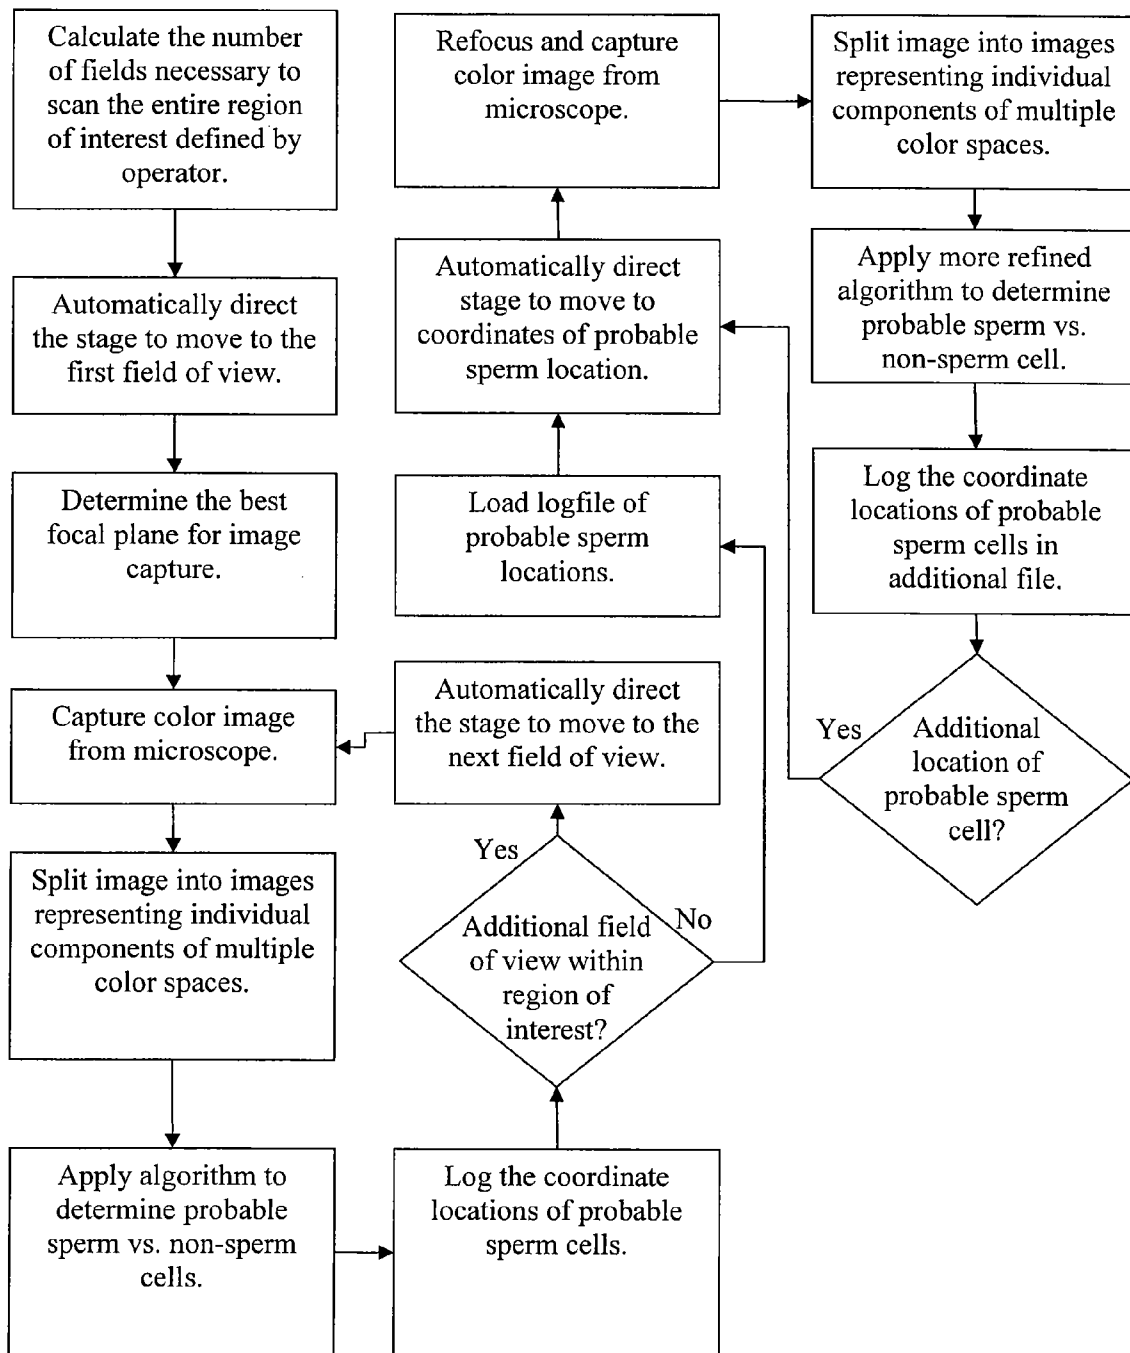 Calculate the number
of fields necessary to
scan the entire region
of interest defined by
operator.
Automatically direct
the stage to move to the
first field of view.
Determine the best
focal plane for image
capture.
Capture color image
from microscope.
Split image into images
representing individual
components of multiple
color spaces.
Apply algorithm to
determine probable
sperm vs. non-sperm
cells.
Log the coordinate
locations of probable
sperm cells.
Additional field
of view within
region of
interest?
Yes
No
Automatically direct
the stage to move to the
next field of view.
Load logfile of
probable sperm
locations.
Automatically direct
stage to move to
coordinates of probable
sperm location.
Refocus and capture
color image from
microscope.
Split image into images
representing individual
components of multiple
color spaces.
Apply more refined
algorithm to determine
probable sperm vs.
non-sperm cell.
Log the coordinate
locations of probable
sperm cells in
additional file.
Yes
Additional
location of
probable sperm
cell?